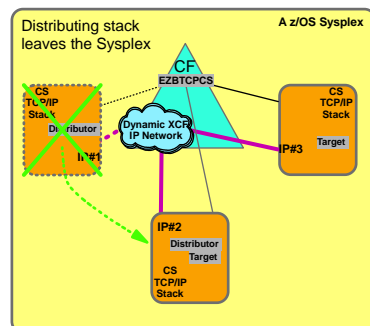 Distributing stack
leaves the Sysplex
A z/OS Sysplex
CF
EZBTCPCS
CS
TCP/IP
Stack
Distributor
IP#1
Dynamic XCF
IP Network
CS
TCP/IP
Stack
Target
IP#3
IP#2
Distributor
Target
CS
TCP/IP
Stack